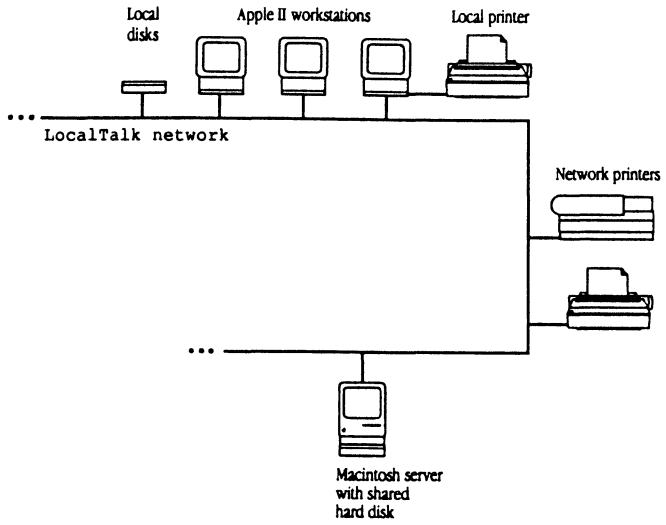 Local
disks
Apple II workstations
Local printer
LocalTalk network
Network printers
Macintosh server
with shared
hard disk